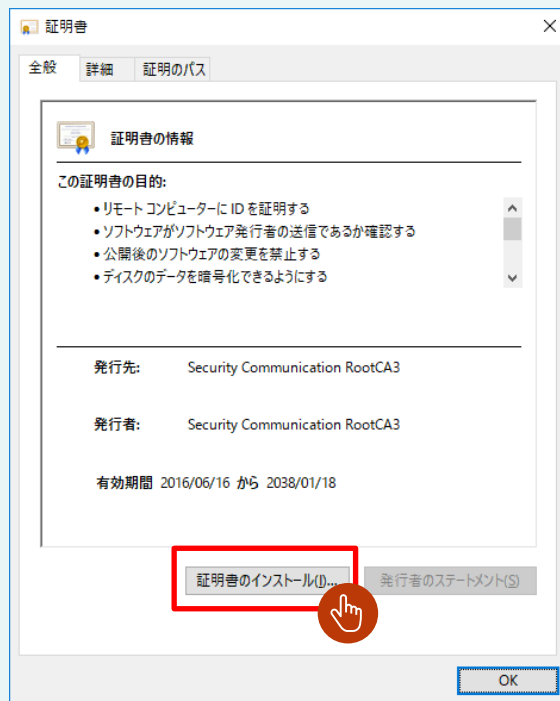 証明書
全般 詳細 証明のパス
証明書の情報
この証明書の目的:
• リモート コンピューターに ID を証明する
• ソフトウェアがソフトウェア発行者の送信であるか確認する
• 公開後のソフトウェアの変更を禁止する
• ディスクのデータを暗号化できるようにする
発行先: Security Communication RootCA3
発行者: Security Communication RootCA3
有効期間 2016/06/16 から 2038/01/18
証明書のインストール(I)... 発行者のステートメント(S)
OK